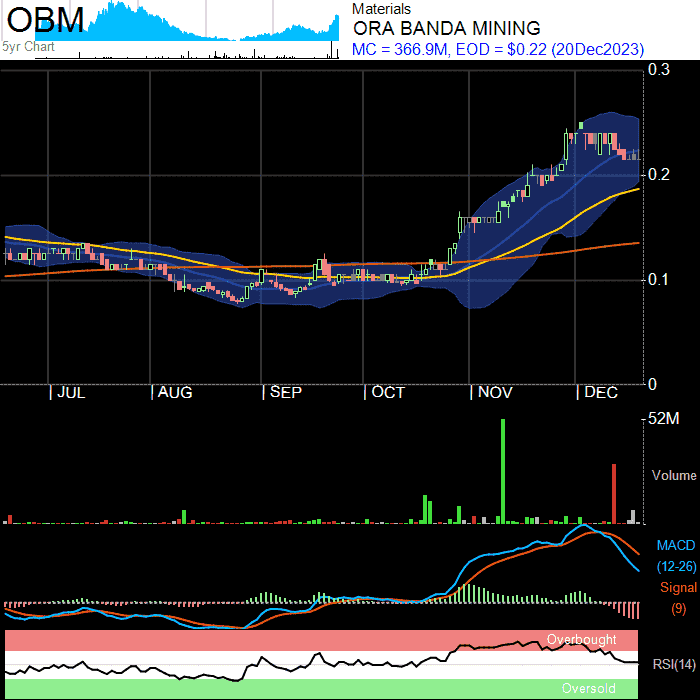 OBM
5yr Chart
Materials
ORA BANDA MINING
MC = 366.9M, EOD = $0.22 (20Dec2023)
0.3
0.2
0.1
0
| JUL | AUG | SEP | OCT | NOV | DEC
52M
Volume
MACD
(12-26)
Signal
(9)
Overbought
RSI(14)
Oversold